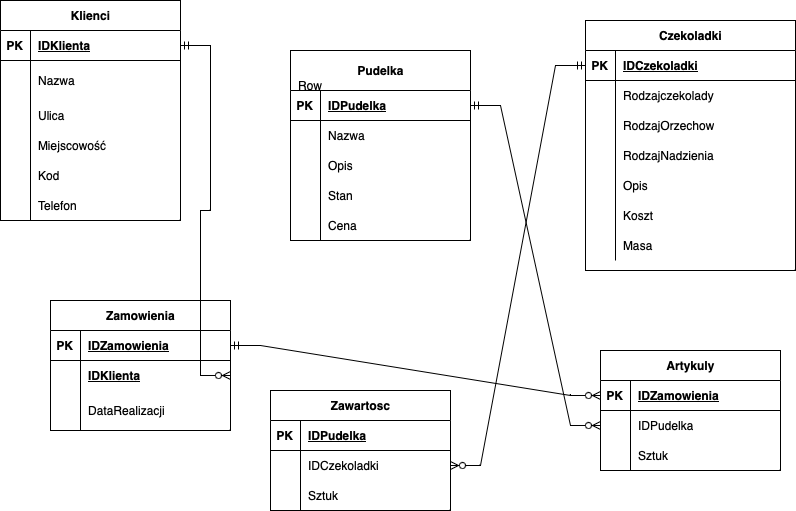 Klienci
PK IDKlienta
Nazwa
Ulica
Miejscowość
Kod
Telefon
Pudelka
Row
PK IDPudelka
Nazwa
Opis
Stan
Cena
Czekoladki
PK IDCzekoladki
Rodzajczekolady
RodzajOrzechow
RodzajNadzienia
Opis
Koszt
Masa
Zamowienia
PK IDZamowienia
IDKlienta
DataRealizacji
Zawartosc
PK IDPudelka
IDCzekoladki
Sztuk
Artykuly
PK IDZamowienia
IDPudelka
Sztuk